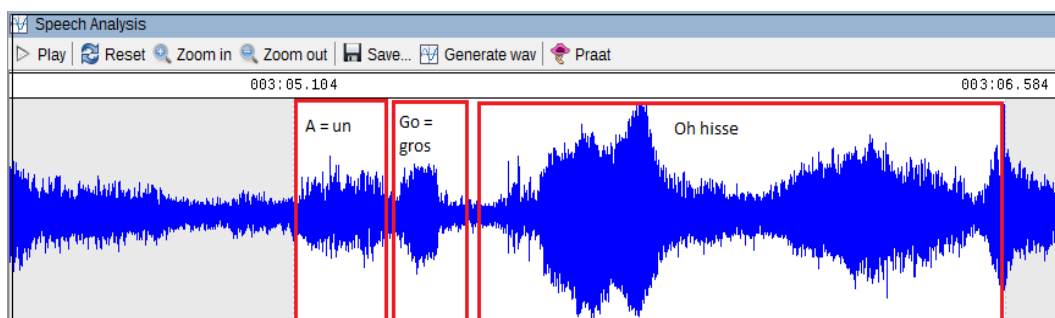 Speech Analysis
Play Reset Zoom in Zoom out Save... Generate wav Praat
003:05.104 003:06.584
A = un
Go =
gros
Oh hisse